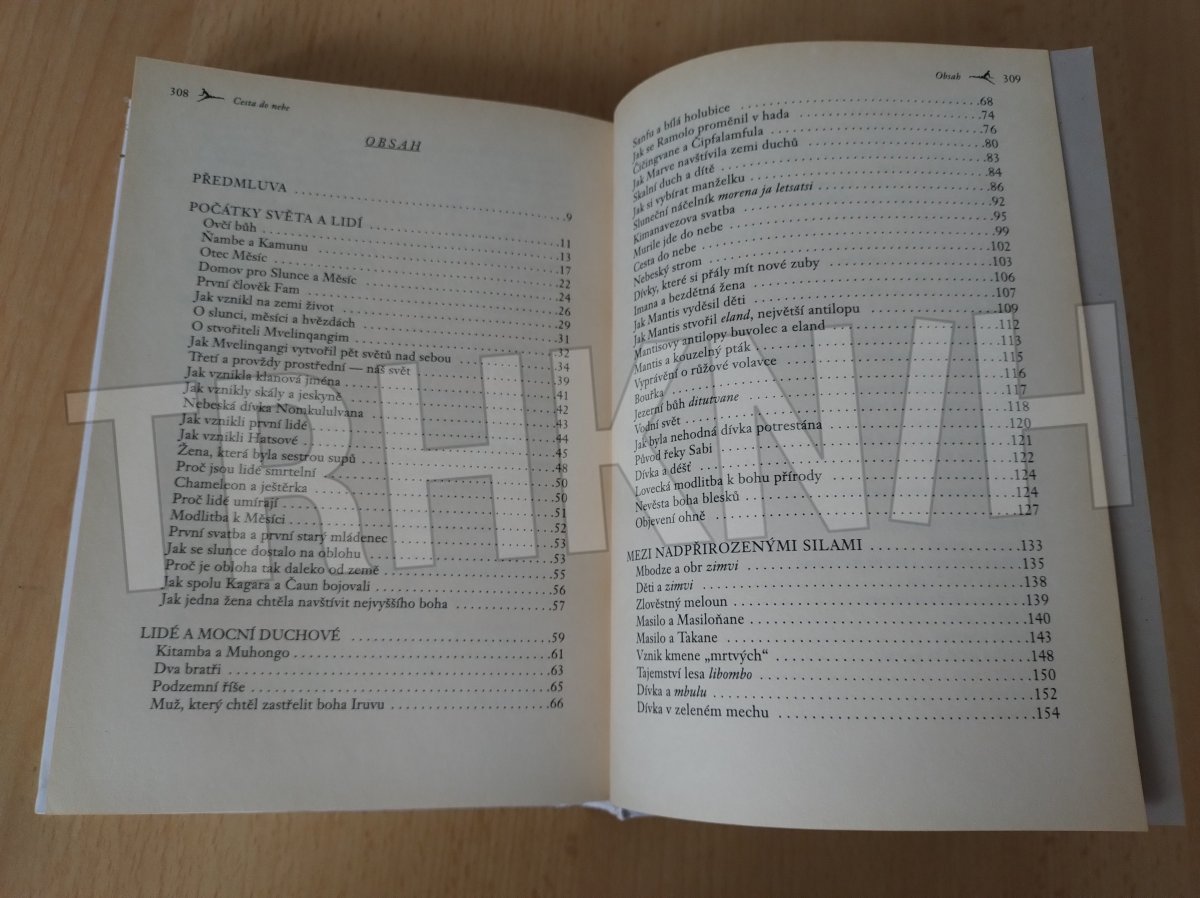 308 Cesta do nebe
OBSAH
PŘEDMLUVA ..............................9
POČÁTKY SVĚTA A LIDÍ ..............................11
Ovčí bůh ..............................13
Ňambe a Kamunu ..............................17
Otec Měsíc ..............................22
Domov pro Slunce a Měsíc ..............................24
První člověk Fam ..............................26
Jak vznikl na zemi život ..............................29
O slunci, měsíci a hvězdách ..............................31
O stvořiteli Mvelinqangim ..............................32
Jak Mvelinqangi vytvořil pět světů nad sebou ..............................34
Třetí a provždy prostřední — náš svět ..............................39
Jak vznikla klanová jména ..............................41
Jak vznikly skály a jeskyně ..............................42
Nebeská dívka Nomkululvana ..............................43
Jak vznikli první lidé ..............................44
Jak vznikli Hatsové ..............................45
Žena, která byla sestrou supů ..............................48
Proč jsou lidé smrtelní ..............................50
Chameleon a ještěrka ..............................50
Proč lidé umírají ..............................51
Modlitba k Měsíci ..............................52
První svatba a první starý mládenec ..............................53
Jak se slunce dostalo na oblohu ..............................53
Proč je obloha tak daleko od země ..............................55
Jak spolu Kagara a Čaun bojovali ..............................56
Jak jedna žena chtěla navštívit nejvyššího boha ..............................57
LIDÉ A MOCNÍ DUCHOVÉ ..............................59
Kitamba a Muhongo ..............................61
Dva bratři ..............................63
Podzemní říše ..............................65
Muž, který chtěl zastřelit boha Iruvu ..............................66
Obsah 309
Sanfu a bílá holubice ..............................68
Jak se Ramolo proměnil v hada ..............................74
Čičingvane a Čipfalamfula ..............................76
Jak Marve navštívila zemi duchů ..............................80
Skalní duch a dítě ..............................83
Jak si vybírat manželku ..............................84
Sluneční náčelník morena ja letsatsi ..............................86
Kimanavezova svatba ..............................92
Murile jde do nebe ..............................95
Cesta do nebe ..............................99
Nebeský strom ..............................102
Dívky, které si přály mít nové zuby ..............................103
Imana a bezdětná žena ..............................106
Jak Mantis vyděsil děti ..............................107
Jak Mantis stvořil eland, největší antilopu ..............................109
Mantisovy antilopy buvolec a eland ..............................112
Mantis a kouzelný pták ..............................113
Vyprávění o růžové volavce ..............................115
Bouřka ..............................116
Jezerní bůh ditutvane ..............................117
Vodní svět ..............................118
Jak byla nehodná dívka potrestána ..............................120
Původ řeky Sabi ..............................121
Dívka a déšť ..............................122
Lovecká modlitba k bohu přírody ..............................124
Nevěsta boha blesků ..............................124
Objevení ohně ..............................127
MEZI NADPŘIROZENÝMI SILAMI ..............................133
Mbodze a obr zimvi ..............................135
Děti a zimvi ..............................138
Zlověstný meloun ..............................139
Masilo a Masiloňane ..............................140
Masilo a Takane ..............................143
Vznik kmene „mrtvých“ ..............................148
Tajemství lesa libombo ..............................150
Dívka a mbulu ..............................152
Dívka v zeleném mechu ..............................154
TRHKNIH